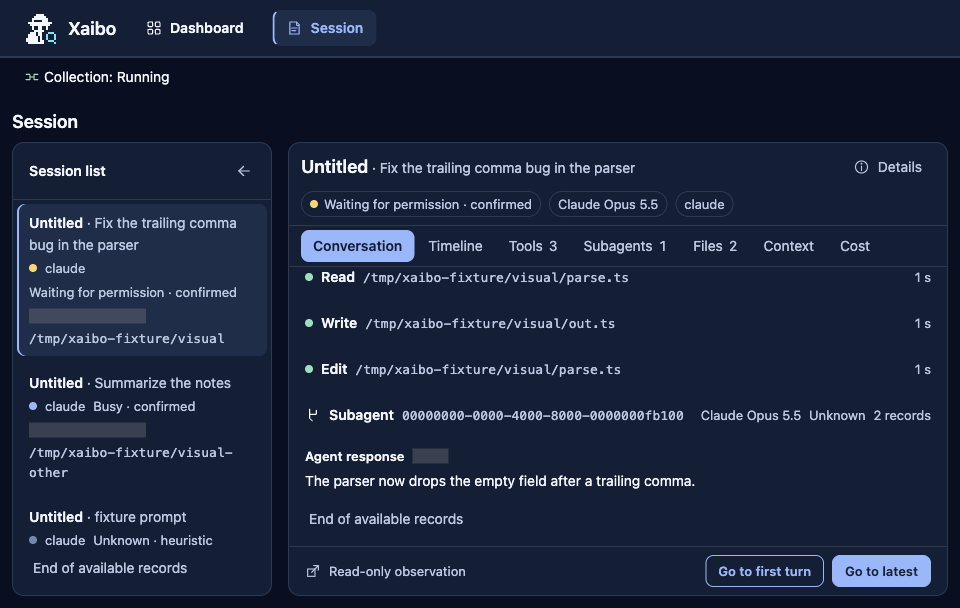 Xaibo
Dashboard
Session
Collection: Running
Session
Session list
Untitled · Fix the trailing comma
bug in the parser
claude
Waiting for permission · confirmed
/tmp/xaibo-fixture/visual
Untitled · Summarize the notes
claude Busy · confirmed
/tmp/xaibo-fixture/visual-
other
Untitled · fixture prompt
claude Unknown · heuristic
End of available records
Untitled · Fix the trailing comma bug in the parser
Details
Waiting for permission · confirmed
Claude Opus 5.5
claude
Conversation
Timeline
Tools 3
Subagents 1
Files 2
Context
Cost
Read /tmp/xaibo-fixture/visual/parse.ts 1 s
Write /tmp/xaibo-fixture/visual/out.ts 1 s
Edit /tmp/xaibo-fixture/visual/parse.ts 1 s
Subagent 00000000-0000-4000-8000-0000000fb100 Claude Opus 5.5 Unknown 2 records
Agent response
The parser now drops the empty field after a trailing comma.
End of available records
Read-only observation
Go to first turn
Go to latest